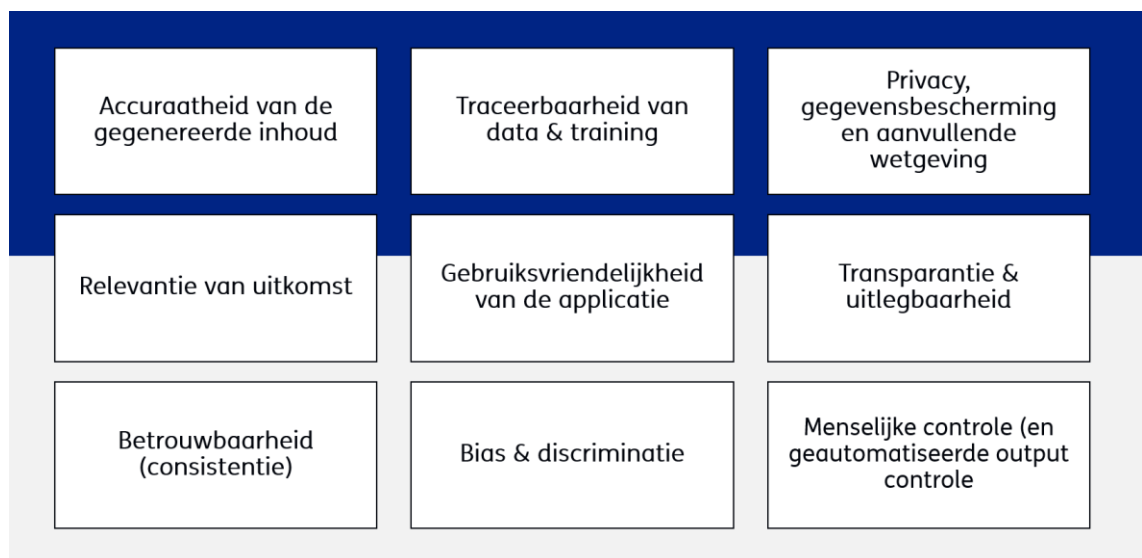 Accuraatheid van de
gegenereerde inhoud
Traceerbaarheid van
data & training
Privacy,
gegevensbescherming
en aanvullende
wetgeving
Relevantie van uitkomst
Gebruiksvriendelijkheid
van de applicatie
Transparantie &
uitlegbaarheid
Betrouwbaarheid
(consistentie)
Bias & discriminatie
Menselijke controle (en
geautomatiseerde output
controle